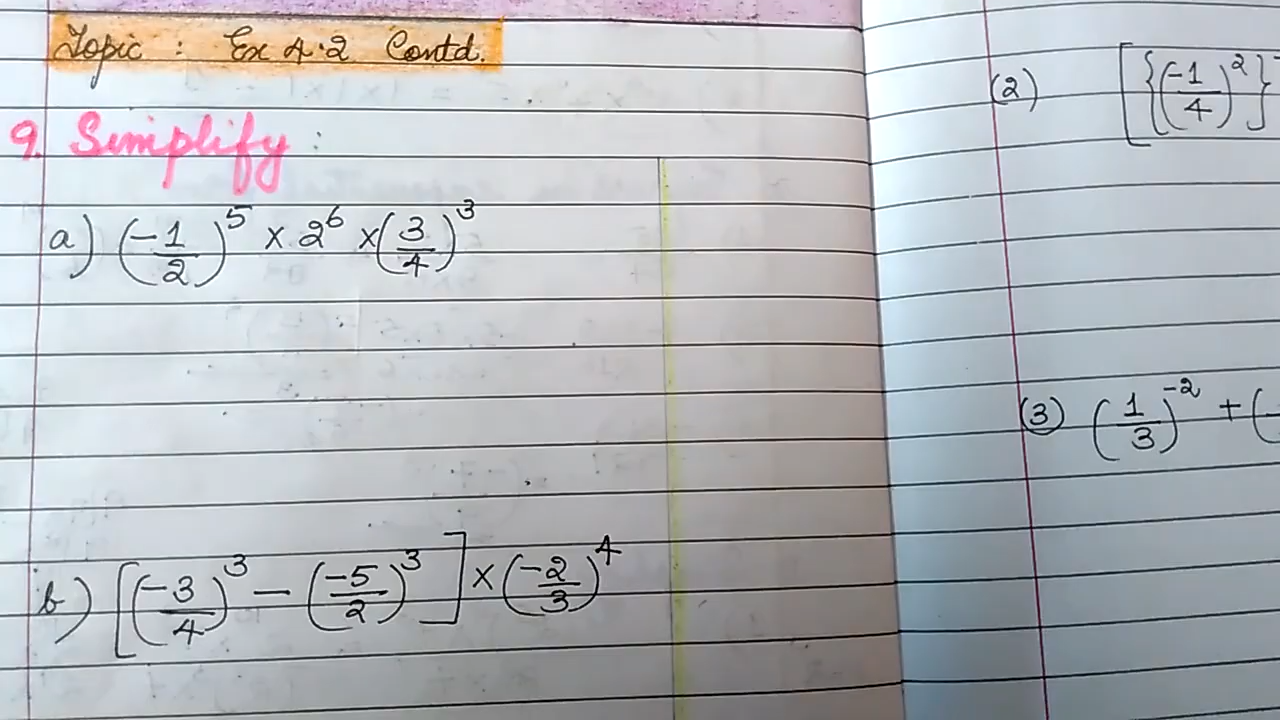 Topic : Ex 4.2 Contd.
9. Simplify :
a) (-1/2)^5 × 2^6 × (3/4)^3
b) [(-3/4)^3 − (-5/2)^3] × (-2/3)^4
(2) [{(-1/4)^2}^-
(3) (1/3)^-2 + (